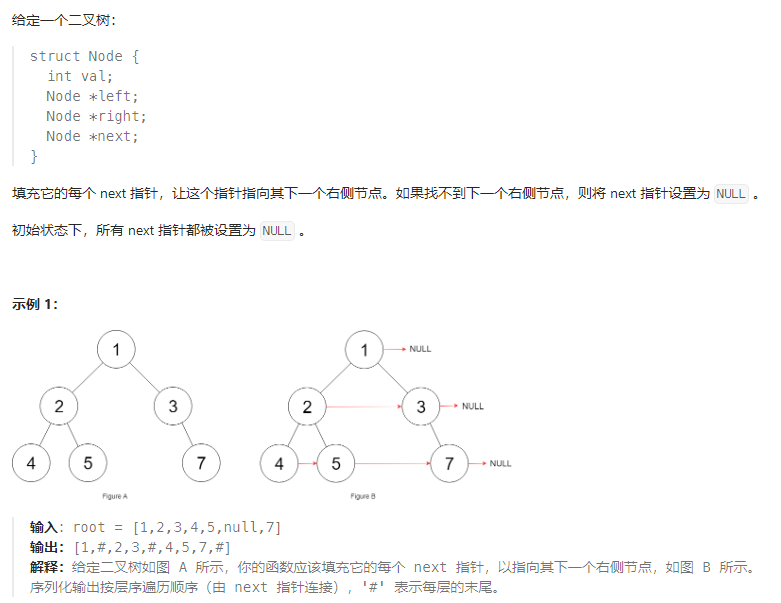 给定一个二叉树：
struct Node {
  int val;
  Node *left;
  Node *right;
  Node *next;
}
填充它的每个 next 指针，让这个指针指向其下一个右侧节点。如果找不到下一个右侧节点，则将 next 指针设置为 NULL 。
初始状态下，所有 next 指针都被设置为 NULL 。
示例 1：
1
1 NULL
2 3
2 3 NULL
4 5 7
4 5 7 NULL
Figure A
Figure B
输入：root = [1,2,3,4,5,null,7]
输出：[1,#,2,3,#,4,5,7,#]
解释：给定二叉树如图 A 所示，你的函数应该填充它的每个 next 指针，以指向其下一个右侧节点，如图 B 所示。
序列化输出按层序遍历顺序（由 next 指针连接），'#' 表示每层的末尾。